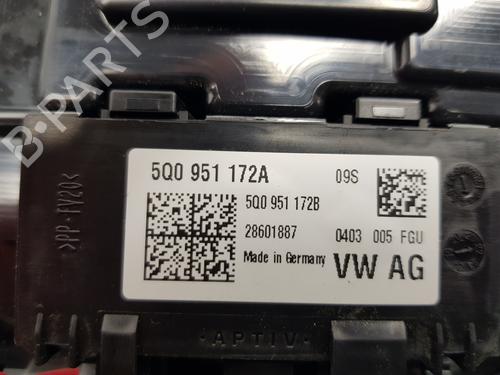 B-PARTS
5Q0 951 172A
09S
5Q0 951 172B
28601887
0403 005 FGU
Made in Germany
VW AG
>PP-TV20<
·APTIV·